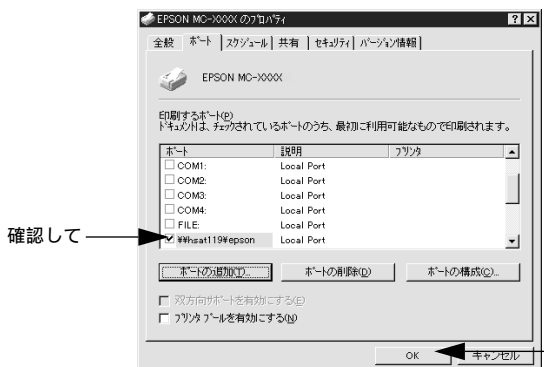 EPSON MC-XXXX のプロパティ
全般 ポート スケジュール 共有 セキュリティ バージョン情報
EPSON MC-XXXX
印刷するポート(P)
ドキュメントは、チェックされているポートのうち、最初に利用可能なもので印刷されます。
ポート 説明 プリンタ
COM1: Local Port
COM2: Local Port
COM3: Local Port
COM4: Local Port
FILE: Local Port
確認して ¥¥hsat119¥epson Local Port
ポートの追加(T)... ポートの削除(D) ポートの構成(C)...
双方向サポートを有効にする(E)
プリンタ プールを有効にする(N)
OK キャンセル